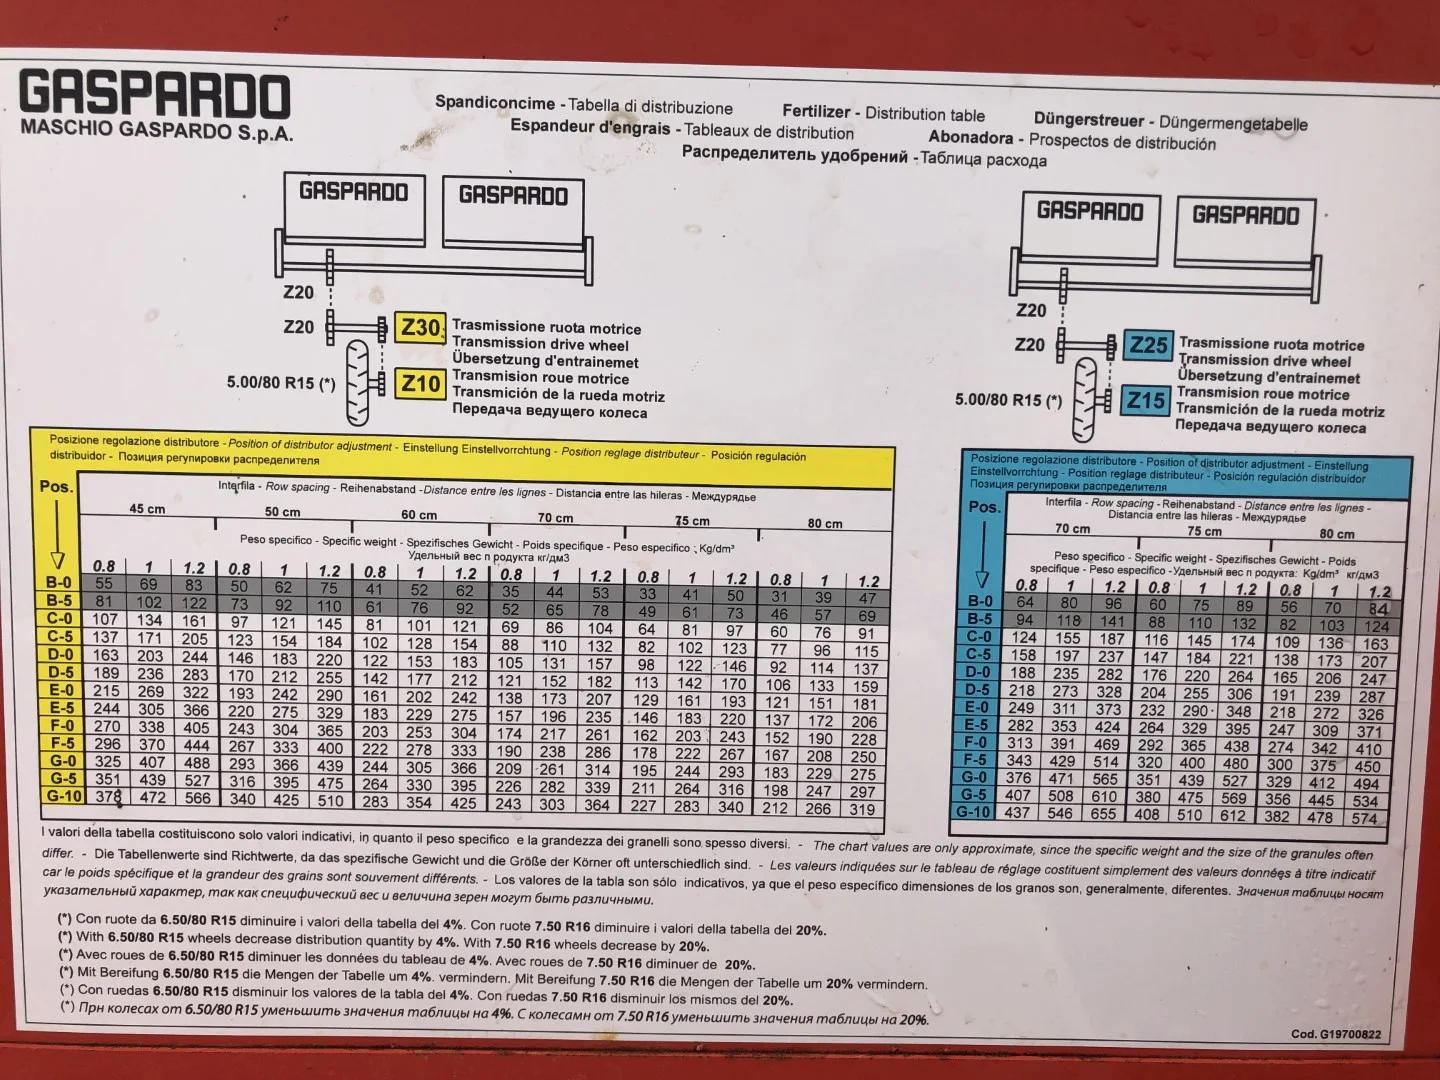 GASPARDO
MASCHIO GASPARDO S.p.A.
Spandiconcime - Tabella di distribuzione Fertilizer - Distribution table Düngerstreuer - Düngermengetabelle
Espandeur d'engrais - Tableaux de distribution Abonadora - Prospectos de distribución
Распределитель удобрений - Таблица расхода
GASPARDO GASPARDO
Z20
Z20
Z30
5.00/80 R15 (*)
Z10
Trasmissione ruota motrice
Transmission drive wheel
Übersetzung d'entrainemet
Transmision roue motrice
Transmición de la rueda motriz
Передача ведущего колеса
GASPARDO GASPARDO
Z20
Z20
Z25
5.00/80 R15 (*)
Z15
Trasmissione ruota motrice
Transmission drive wheel
Übersetzung d'entrainemet
Transmision roue motrice
Transmición de la rueda motriz
Передача ведущего колеса
Posizione regolazione distributore - Position of distributor adjustment - Einstellung Einstellvorrchtung - Position reglage distributeur - Posición regulación
distribuidor - Позиция регулировки распределителя
Pos.
Interfila - Row spacing - Reihenabstand - Distance entre les lignes - Distancia entre las hileras - Междурядье
45 cm 50 cm 60 cm 70 cm 75 cm 80 cm
Peso specifico - Specific weight - Spezifisches Gewicht - Poids spécifique - Peso especifico : Kg/dm³
Удельный вес п родукта кг/дм3
0.8 1 1.2 0.8 1 1.2 0.8 1 1.2 0.8 1 1.2 0.8 1 1.2 0.8 1 1.2
B-0 55 69 83 50 62 75 41 52 62 35 44 53 33 41 50 31 39 47
B-5 81 102 122 73 92 110 61 76 92 52 65 78 49 61 73 46 57 69
C-0 107 134 161 97 121 145 81 101 121 69 86 104 64 81 97 60 76 91
C-5 137 171 205 123 154 184 102 128 154 88 110 132 82 102 123 77 96 115
D-0 163 203 244 146 183 220 122 153 183 105 131 157 98 122 146 92 114 137
D-5 189 236 283 170 212 255 142 177 212 121 152 182 113 142 170 106 133 159
E-0 215 269 322 193 242 290 161 202 242 138 173 207 129 161 193 121 151 181
E-5 244 305 366 220 275 329 183 229 275 157 196 235 146 183 220 137 172 206
F-0 270 338 405 243 304 365 203 253 304 174 217 261 162 203 243 152 190 228
F-5 296 370 444 267 333 400 222 278 333 190 238 286 178 222 267 167 208 250
G-0 325 407 488 293 366 439 244 305 366 209 261 314 195 244 293 183 229 275
G-5 351 439 527 316 395 475 264 330 395 226 282 339 211 264 316 198 247 297
G-10 378 472 566 340 425 510 283 354 425 243 303 364 227 283 340 212 266 319
Posizione regolazione distributore - Position of distributor adjustment - Einstellung
Einstellvorrchtung - Position reglage distributeur - Posición regulación distribuidor
Позиция регулировки распределителя
Pos.
Interfila - Row spacing - Reihenabstand - Distance entre les lignes -
Distancia entre las hileras - Междурядье
70 cm 75 cm 80 cm
Peso specifico - Specific weight - Spezifisches Gewicht - Poids
spécifique - Peso especifico - Удельный вес п родукта: Kg/dm³ кг/дм3
0.8 1 1.2 0.8 1 1.2 0.8 1 1.2
B-0 64 80 96 60 75 89 56 70 84
B-5 94 118 141 88 110 132 82 103 124
C-0 124 155 187 116 145 174 109 136 163
C-5 158 197 237 147 184 221 138 173 207
D-0 188 235 282 176 220 264 165 206 247
D-5 218 273 328 204 255 306 191 239 287
E-0 249 311 373 232 290 348 218 272 326
E-5 282 353 424 264 329 395 247 309 371
F-0 313 391 469 292 365 438 274 342 410
F-5 343 429 514 320 400 480 300 375 450
G-0 376 471 565 351 439 527 329 412 494
G-5 407 508 610 380 475 569 356 445 534
G-10 437 546 655 408 510 612 382 478 574
I valori della tabella costituiscono solo valori indicativi, in quanto il peso specifico e la grandezza dei granelli sono spesso diversi. - The chart values are only approximate, since the specific weight and the size of the granules often
differ. - Die Tabellenwerte sind Richtwerte, da das spezifische Gewicht und die Größe der Körner oft unterschiedlich sind. - Les valeurs indiquées sur le tableau de réglage costituent simplement des valeurs données à titre indicatif
car le poids spécifique et la grandeur des grains sont souvement différents. - Los valores de la tabla son sólo indicativos, ya que el peso especifico dimensiones de los granos son, generalmente, diferentes. Значения таблицы носят
указательный характер, так как специфический вес и величина зерен могут быть различными.
(*) Con ruote da 6.50/80 R15 diminuire i valori della tabella del 4%. Con ruote 7.50 R16 diminuire i valori della tabella del 20%.
(*) With 6.50/80 R15 wheels decrease distribution quantity by 4%. With 7.50 R16 wheels decrease by 20%.
(*) Avec roues de 6.50/80 R15 diminuer les données du tableau de 4%. Avec roues de 7.50 R16 diminuer de 20%.
(*) Mit Bereifung 6.50/80 R15 die Mengen der Tabelle um 4%. vermindern. Mit Bereifung 7.50 R16 die Mengen der Tabelle um 20% vermindern.
(*) Con ruedas 6.50/80 R15 disminuir los valores de la tabla del 4%. Con ruedas 7.50 R16 disminuir los mismos del 20%.
(*) Прн колесах от 6.50/80 R15 уменьшить значения таблицы на 4%. С колесамн от 7.50 R16 уменьшить значения таблицы на 20%.
Cod. G19700822